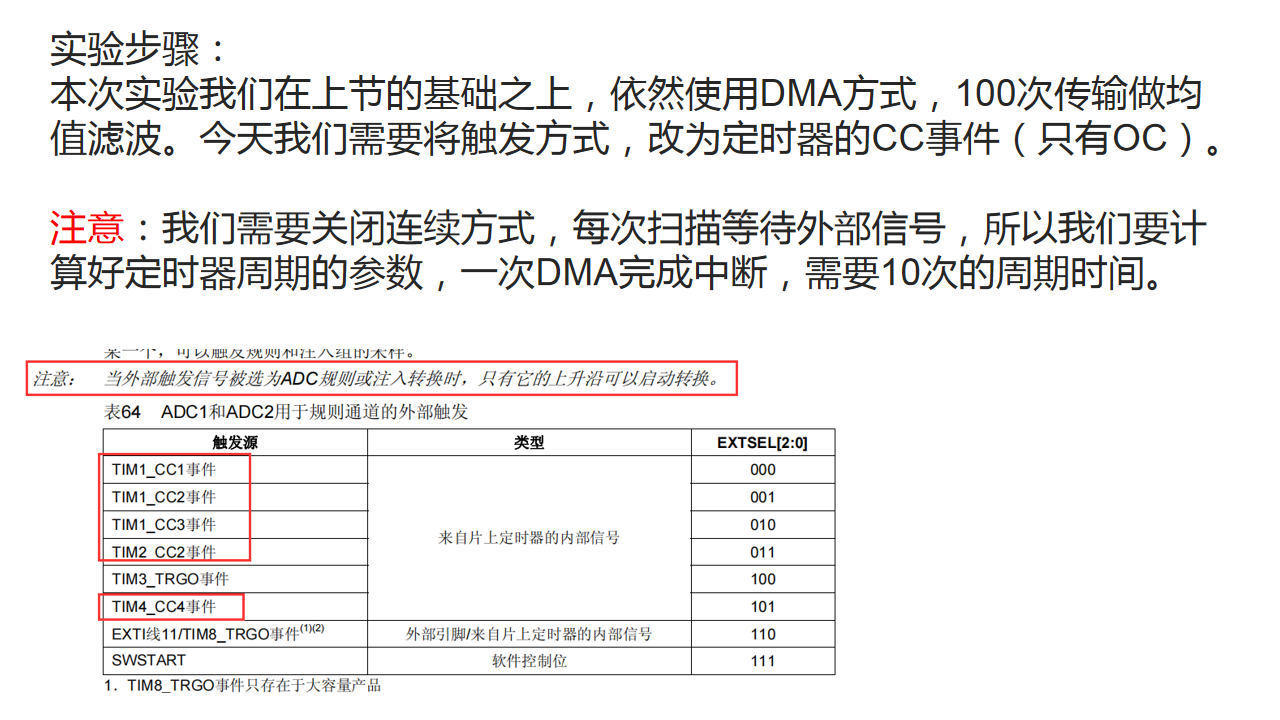 实验步骤：
本次实验我们在上节的基础之上，依然使用DMA方式，100次传输做均
值滤波。今天我们需要将触发方式，改为定时器的CC事件（只有OC）。
注意：我们需要关闭连续方式，每次扫描等待外部信号，所以我们要计
算好定时器周期的参数，一次DMA完成中断，需要10次的周期时间。
某一个，可以触发规则和注入组的采样。
注意： 当外部触发信号被选为ADC规则或注入转换时，只有它的上升沿可以启动转换。
表64 ADC1和ADC2用于规则通道的外部触发
触发源 类型 EXTSEL[2:0]
TIM1_CC1事件 000
TIM1_CC2事件 001
TIM1_CC3事件 010
来自片上定时器的内部信号
TIM2_CC2事件 011
TIM3_TRGO事件 100
TIM4_CC4事件 101
EXTI线11/TIM8_TRGO事件(1)(2) 外部引脚/来自片上定时器的内部信号 110
SWSTART 软件控制位 111
1. TIM8_TRGO事件只存在于大容量产品